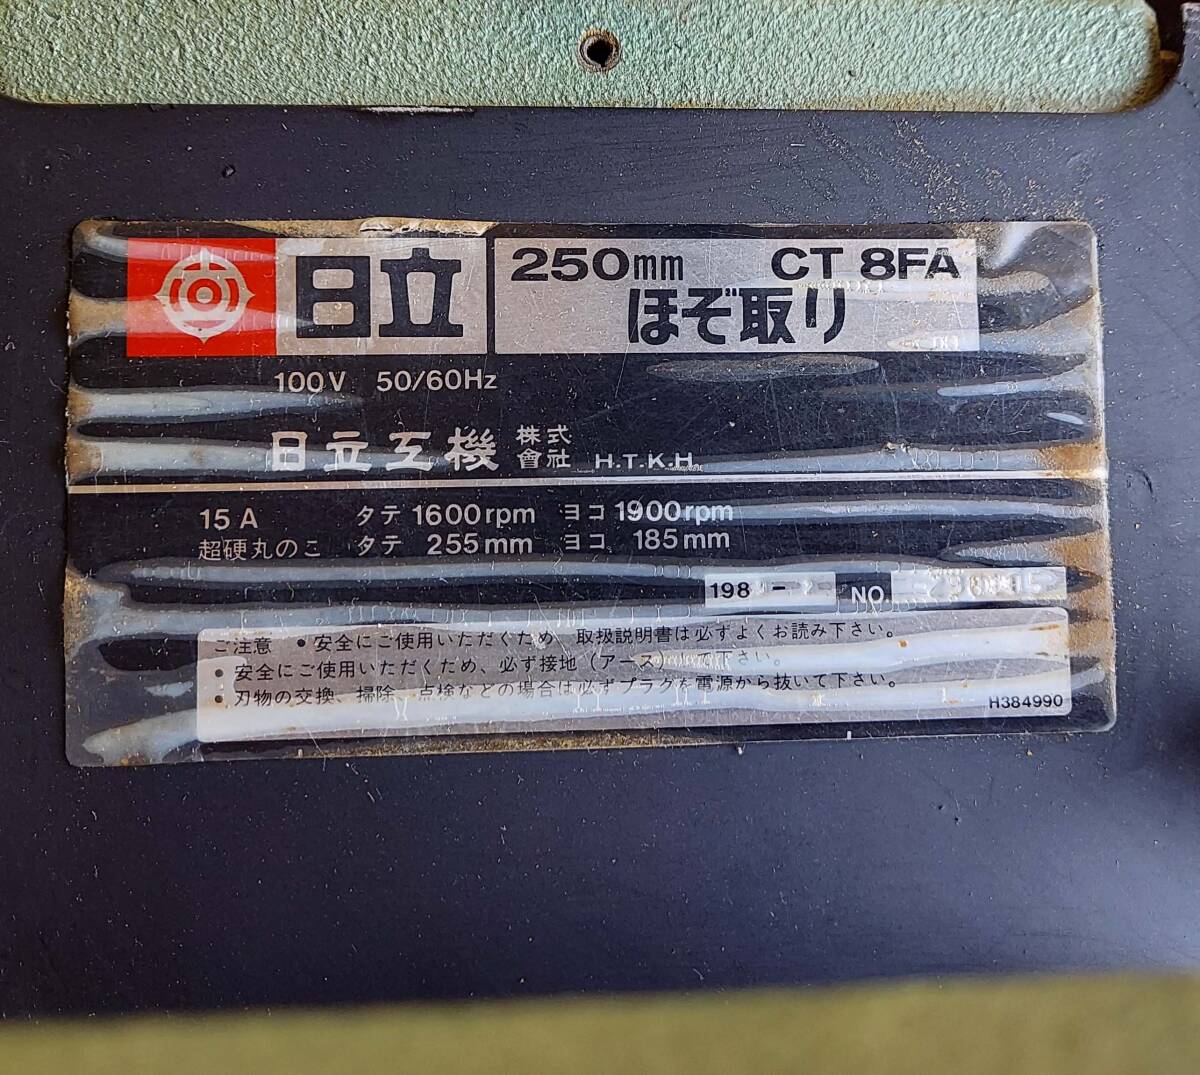 日立
250mm CT 8FA
ほぞ取り
100V 50/60Hz
日立工機 株式會社 H.T.K.H
15A タテ 1600rpm ヨコ 1900rpm
超硬丸のこ タテ 255mm ヨコ 185mm
198 - NO.
ご注意 ●安全にご使用いただくため、取扱説明書は必ずよくお読み下さい。
●安全にご使用いただくため、必ず接地（アース）して下さい。
●刃物の交換、掃除、点検などの場合は必ずプラグを電源から抜いて下さい。
H384990